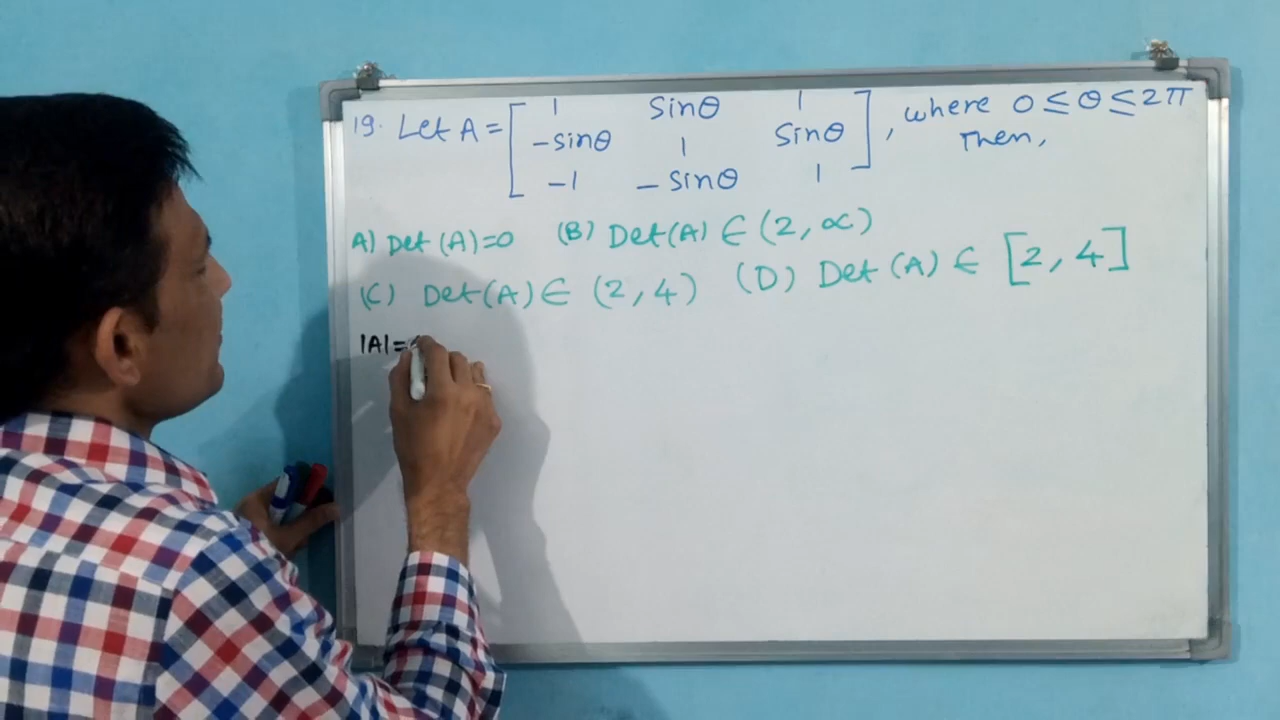 19. Let A = [ 1 sinθ 1
-sinθ 1 sinθ
-1 -sinθ 1 ], where 0 ≤ θ ≤ 2π
Then,
A) Det (A)=0 (B) Det(A) ∈ (2, ∝)
(C) Det(A) ∈ (2, 4) (D) Det (A) ∈ [2, 4]
|A|=